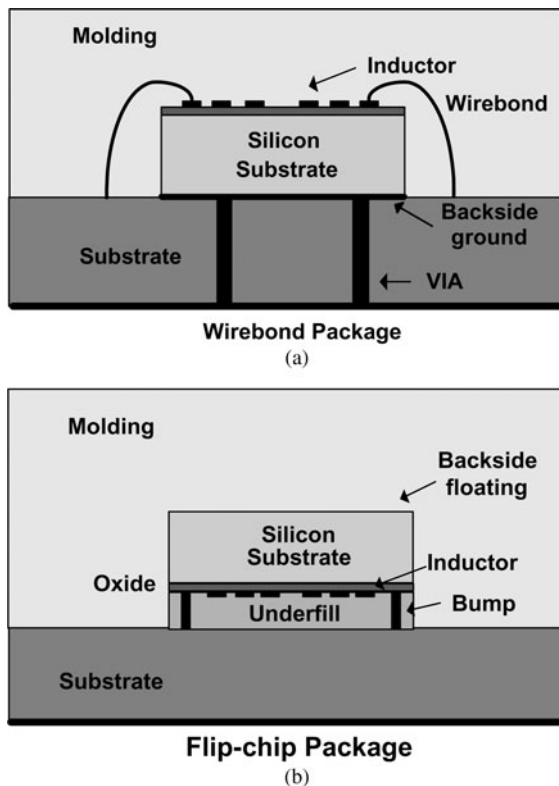 Molding
Inductor
Wirebond
Silicon
Substrate
Backside
ground
Substrate
VIA
Wirebond Package
(a)
Molding
Backside
floating
Silicon
Substrate
Inductor
Oxide
Underfill
Bump
Substrate
Flip-chip Package
(b)